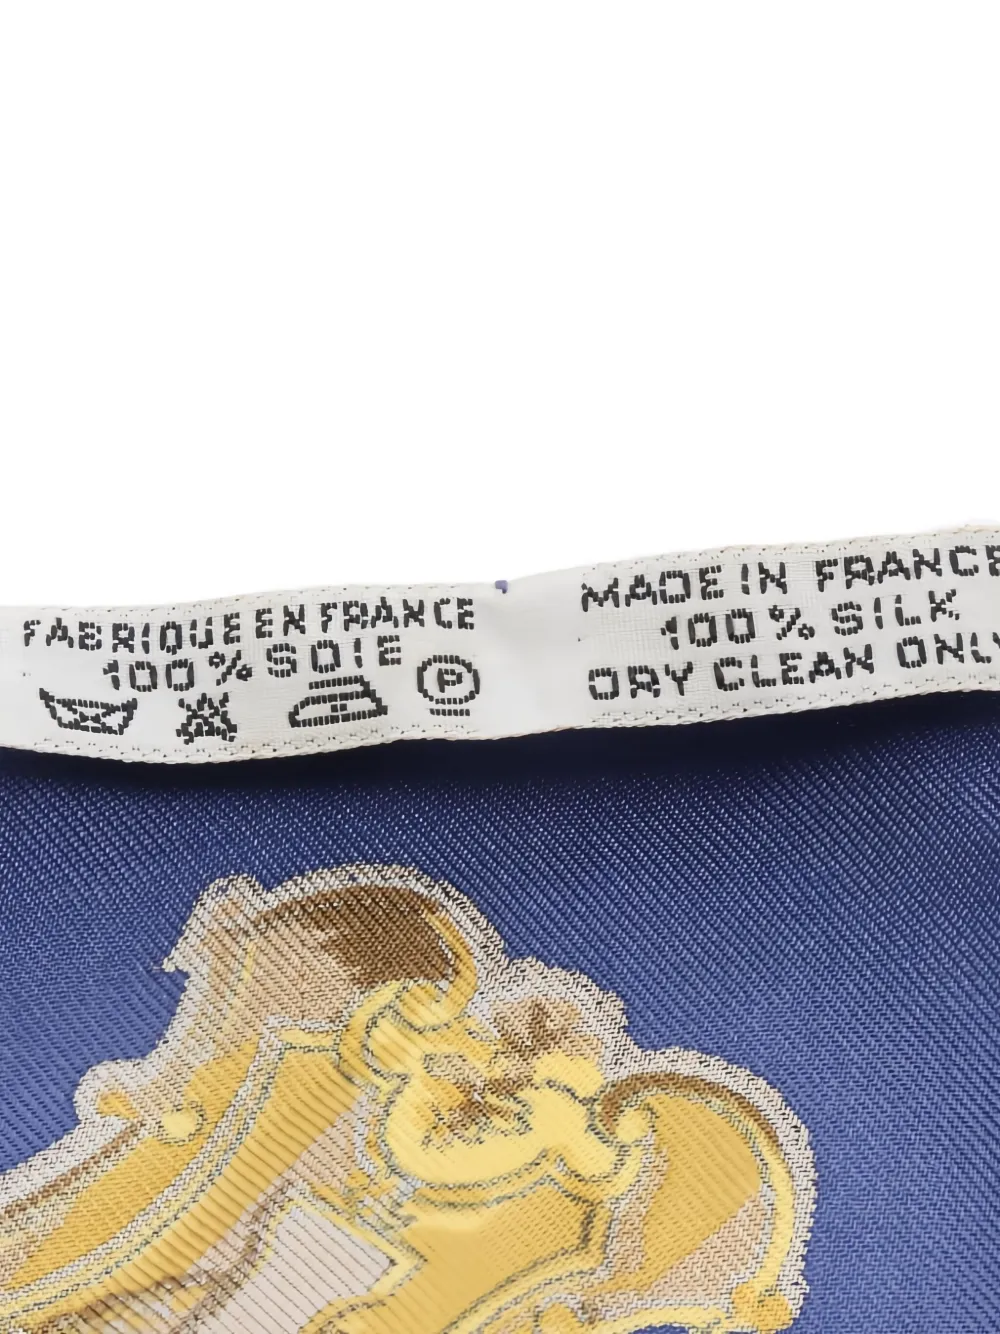 FABRIQUE EN FRANCE
100% SOIE
P
MADE IN FRANCE
100% SILK
DRY CLEAN ONLY